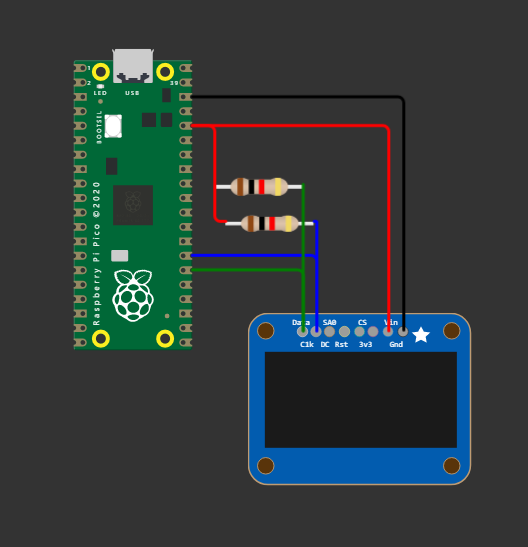 1
2
39
LED
USB
BOOTSEL
Raspberry Pi Pico ©2020
Data SA0 CS Vin
Clk DC Rst 3v3 Gnd